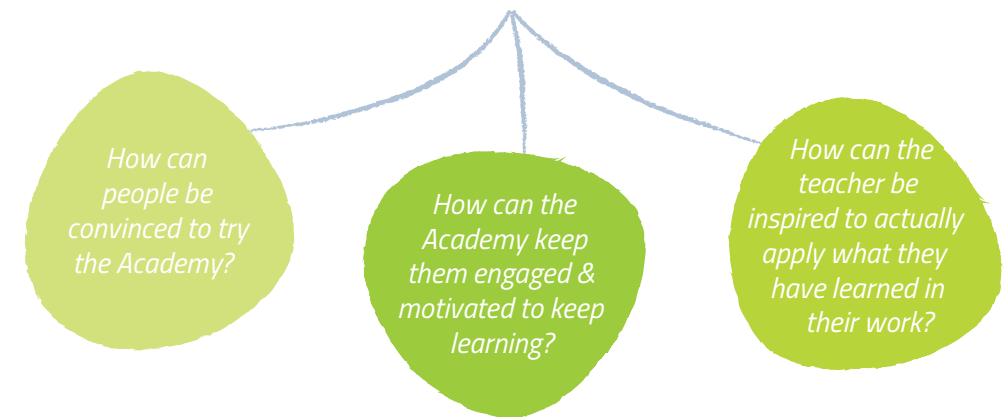 How can
people be
convinced to try
the Academy?
How can the
Academy keep
them engaged &
motivated to keep
learning?
How can the
teacher be
inspired to actually
apply what they
have learned in
their work?